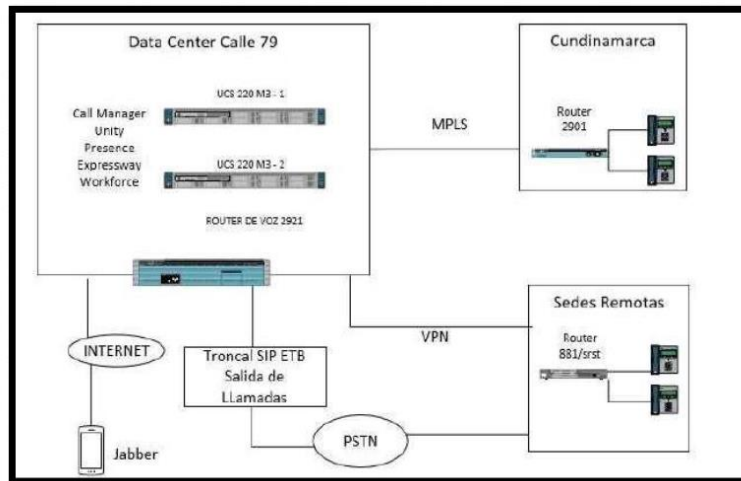 Data Center Calle 79
UCS 220 M3 - 1
Call Manager
Unity
Presence
Expressway
Workforce
UCS 220 M3 - 2
ROUTER DE VOZ 2921
MPLS
Cundinamarca
Router
2901
INTERNET
Jabber
Troncal SIP ETB
Salida de
LLamadas
PSTN
VPN
Sedes Remotas
Router
881/srst